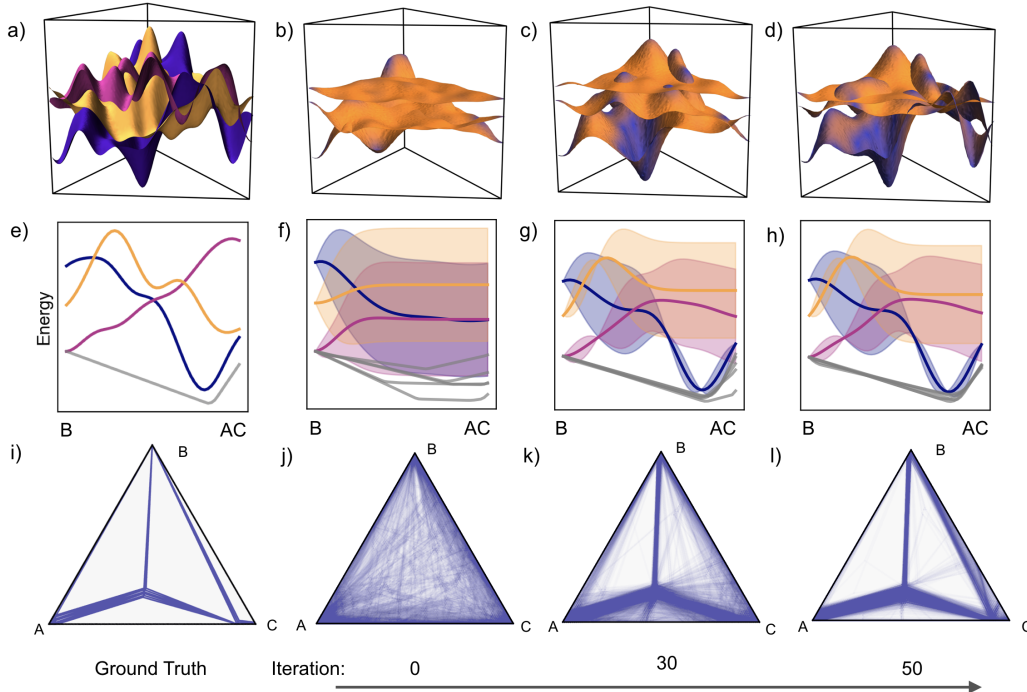 a) b) c) d)
e) f) g) h)
Energy
B AC B AC B AC B AC
i) j) k) l)
B B B B
A C A C A C A C
Ground Truth Iteration: 0 30 50